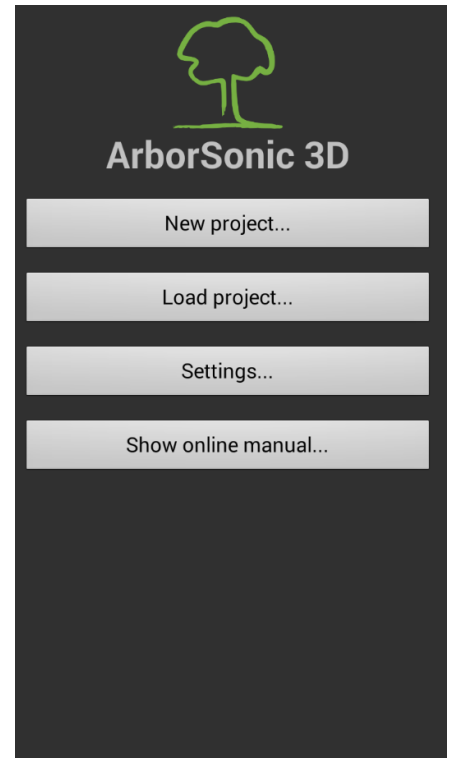 ArborSonic 3D
New project...
Load project...
Settings...
Show online manual...